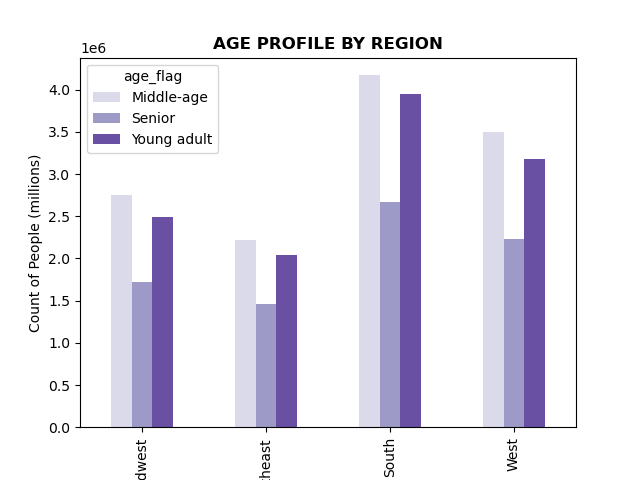 AGE PROFILE BY REGION
1e6
age_flag
Middle-age
Senior
Young adult
Count of People (millions)
4.0
3.5
3.0
2.5
2.0
1.5
1.0
0.5
0.0
dwest
heast
South
West